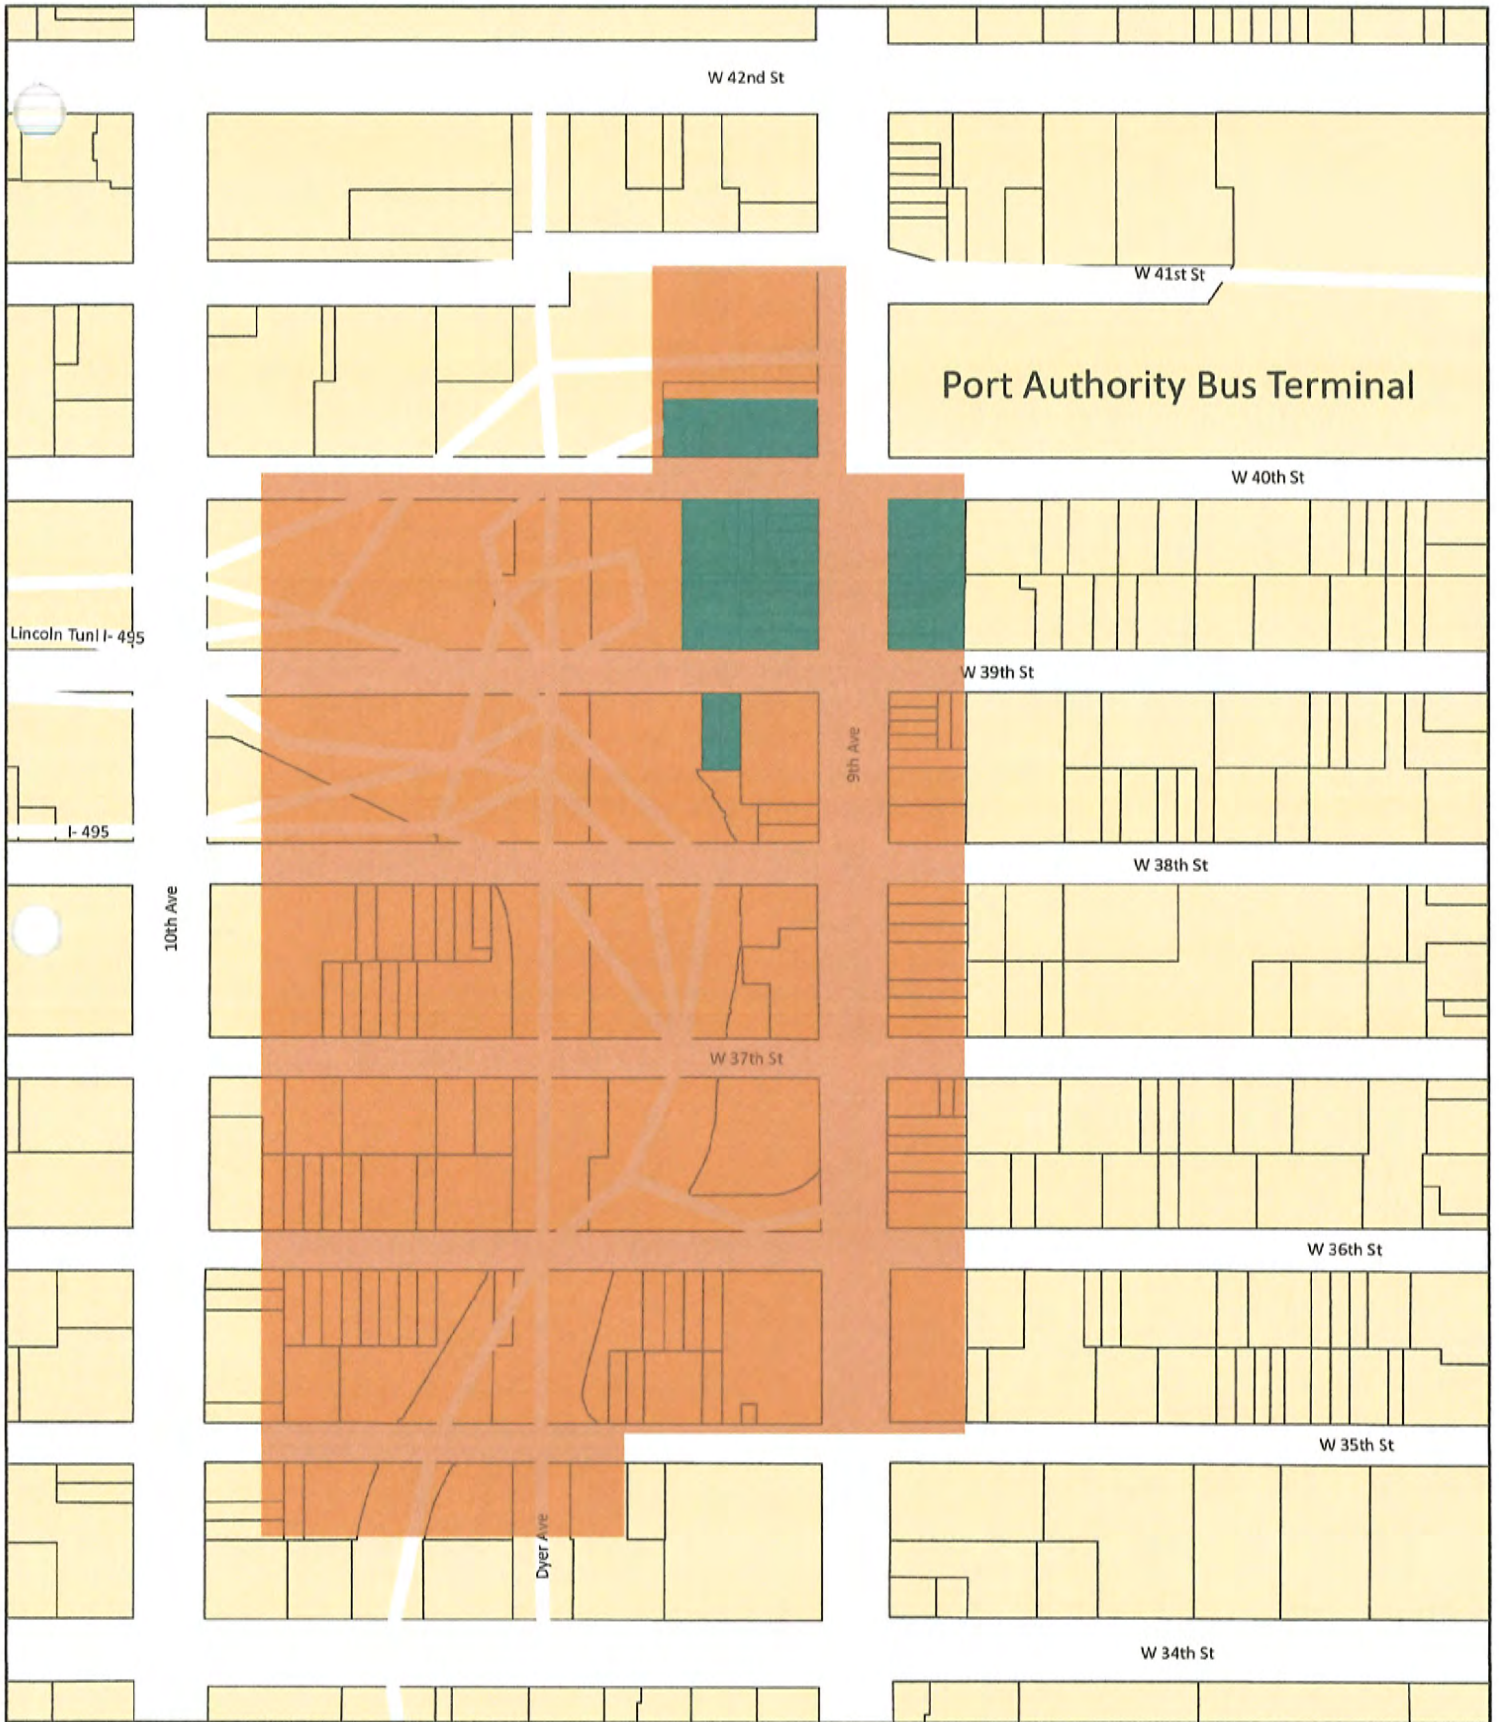 W 42nd St
W 41st St
Port Authority Bus Terminal
W 40th St
Lincoln Tunl I- 495
W 39th St
9th Ave
I- 495
W 38th St
10th Ave
W 37th St
W 36th St
W 35th St
Dyer Ave
W 34th St